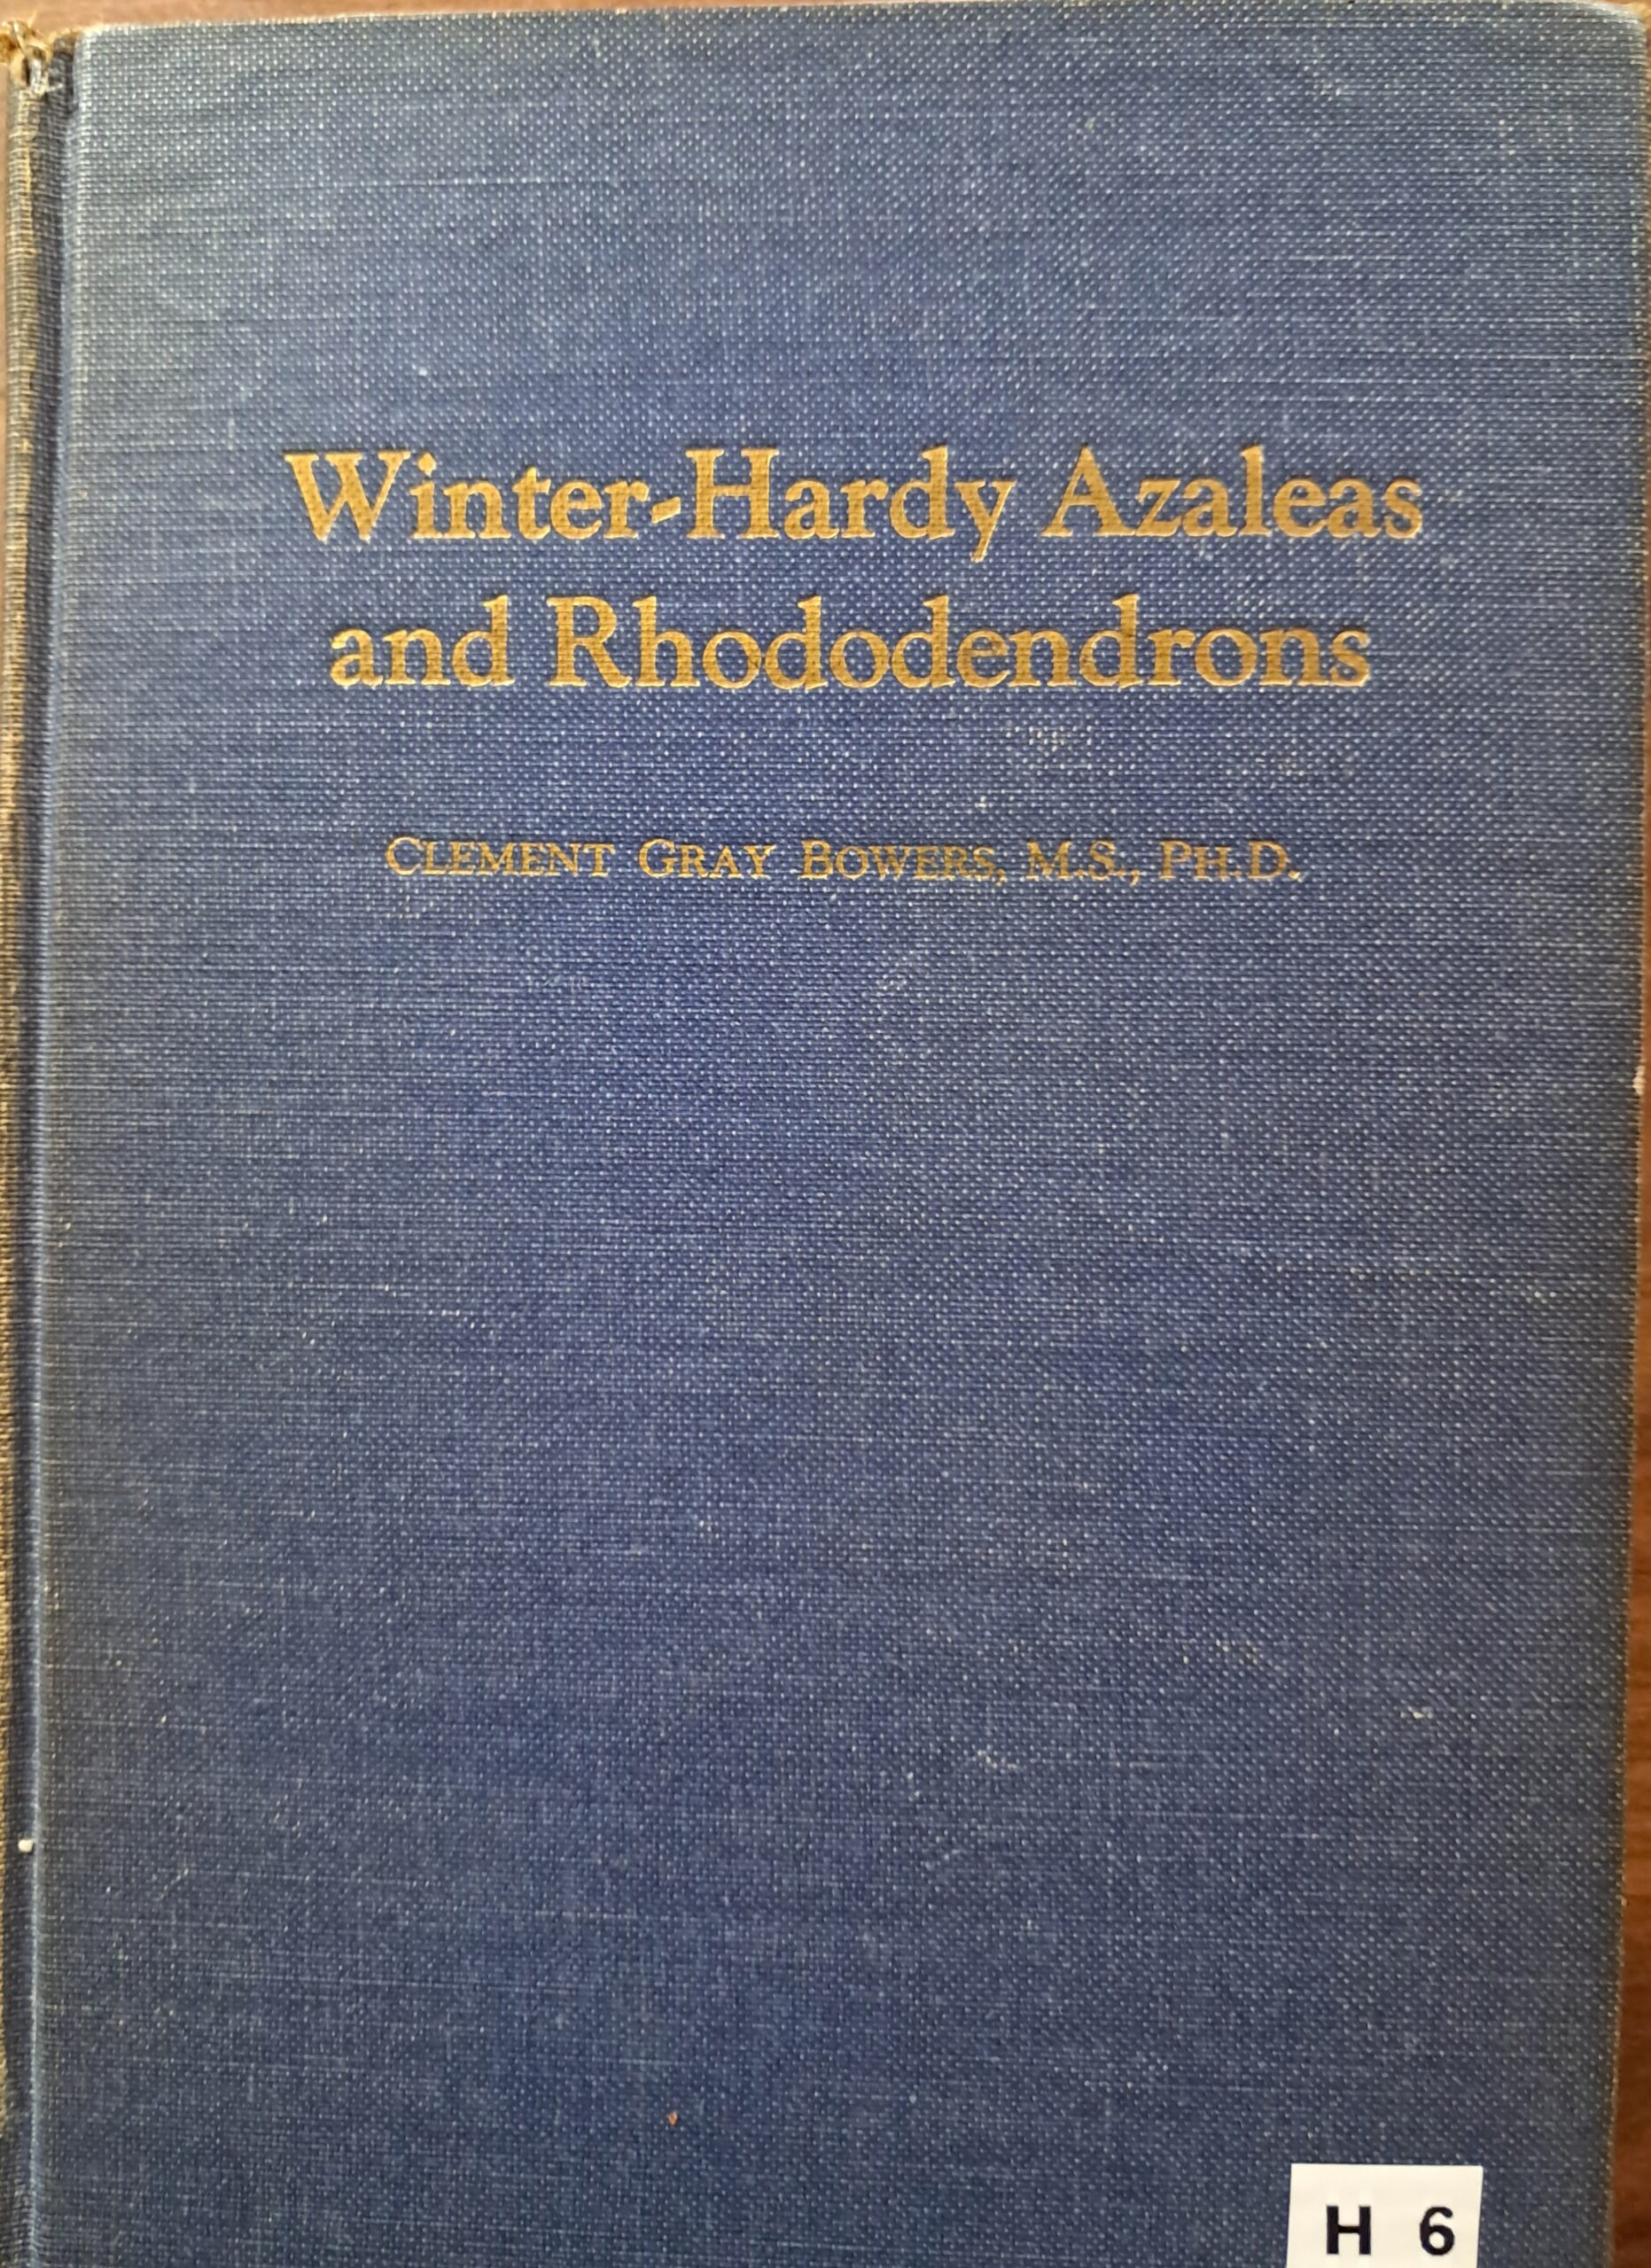 Winter-Hardy Azaleas
and Rhododendrons
CLEMENT GRAY BOWERS, M.S., PH.D.
H 6